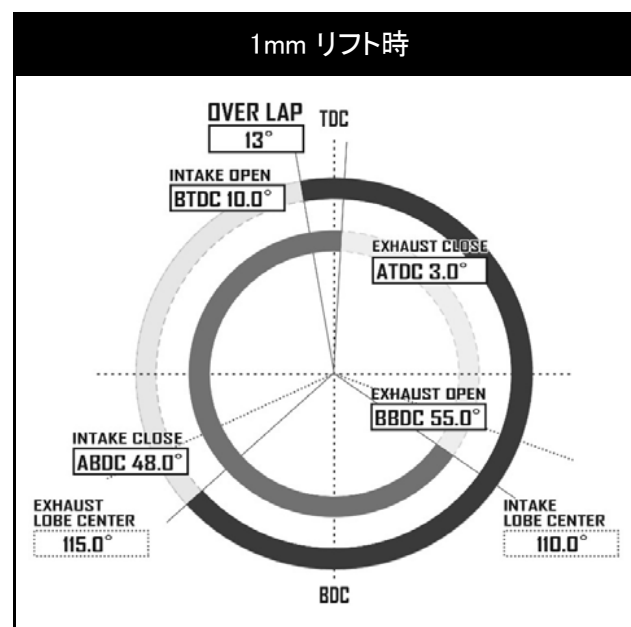 1mm リフト時
OVER LAP
13°
TDC
INTAKE OPEN
BTDC 10.0°
EXHAUST CLOSE
ATDC 3.0°
EXHAUST OPEN
BBDC 55.0°
INTAKE CLOSE
ABDC 48.0°
EXHAUST
LOBE CENTER
115.0°
INTAKE
LOBE CENTER
110.0°
BDC